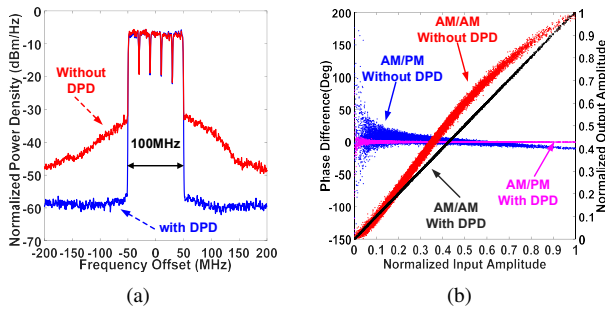 Normalized Power Density (dBm/Hz)
0
-10
-20
-30
-40
-50
-60
-70
Without
DPD
100MHz
with DPD
-200 -150 -100 -50 0 50 100 150 200
Frequency Offset (MHz)
(a)
Phase Difference(Deg)
200
150
100
50
0
-50
-100
-150
AM/AM
Without DPD
AM/PM
Without DPD
AM/PM
With DPD
AM/AM
With DPD
0 0.1 0.2 0.3 0.4 0.5 0.6 0.7 0.8 0.9 1
Normalized Input Amplitude
1
0.9
0.8
0.7
0.6
0.5
0.4
0.3
0.2
0.1
0
Normalized Output Amplitude
(b)